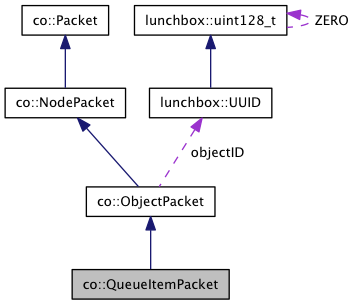 co::Packet
lunchbox::uint128_t
ZERO
co::NodePacket
lunchbox::UUID
objectID
co::ObjectPacket
co::QueueItemPacket